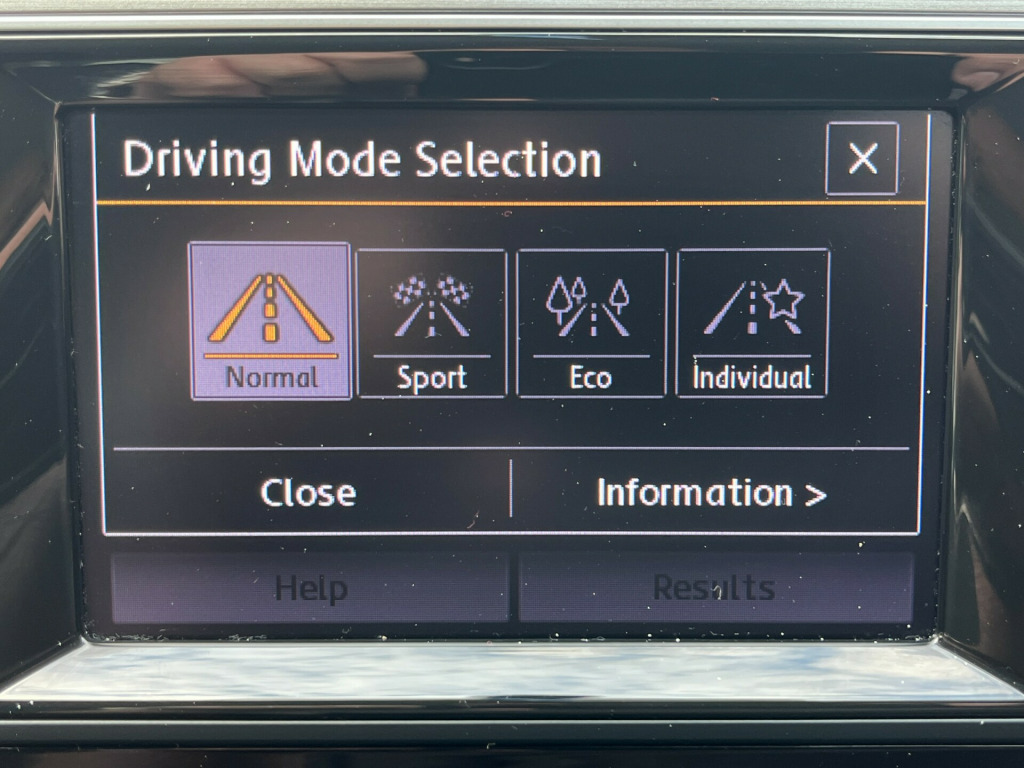 Driving Mode Selection
Normal
Sport
Eco
Individual
Close
Information >
Help
Results